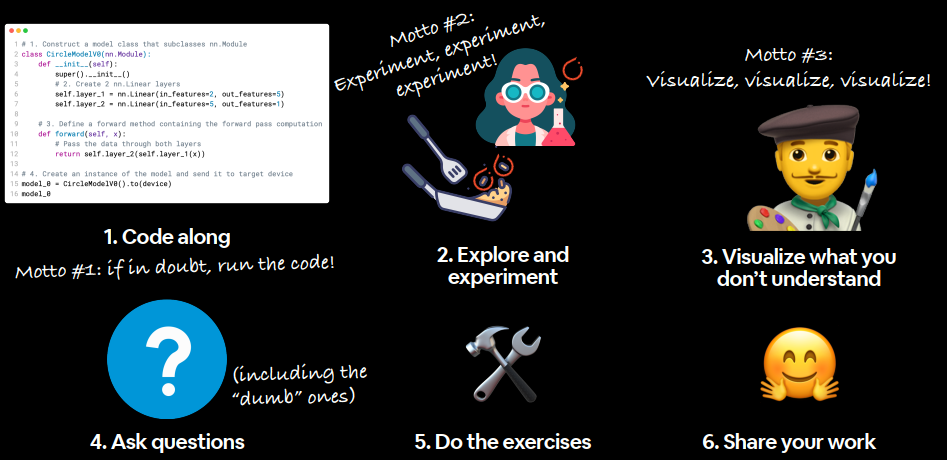 1 # 1. Construct a model class that subclasses nn.Module
2 class CircleModelV0(nn.Module):
3 def __init__(self):
4 super().__init__()
5 # 2. Create 2 nn.Linear layers
6 self.layer_1 = nn.Linear(in_features=2, out_features=5)
7 self.layer_2 = nn.Linear(in_features=5, out_features=1)
8
9 # 3. Define a forward method containing the forward pass computation
10 def forward(self, x):
11 # Pass the data through both layers
12 return self.layer_2(self.layer_1(x))
13
14 # 4. Create an instance of the model and send it to target device
15 model_0 = CircleModelV0().to(device)
16 model_0
1. Code along
Motto #1: if in doubt, run the code!
Motto #2:
Experiment, experiment,
experiment!
2. Explore and
experiment
Motto #3:
Visualize, visualize, visualize!
3. Visualize what you
don't understand
?
(including the
"dumb" ones)
4. Ask questions
5. Do the exercises
6. Share your work